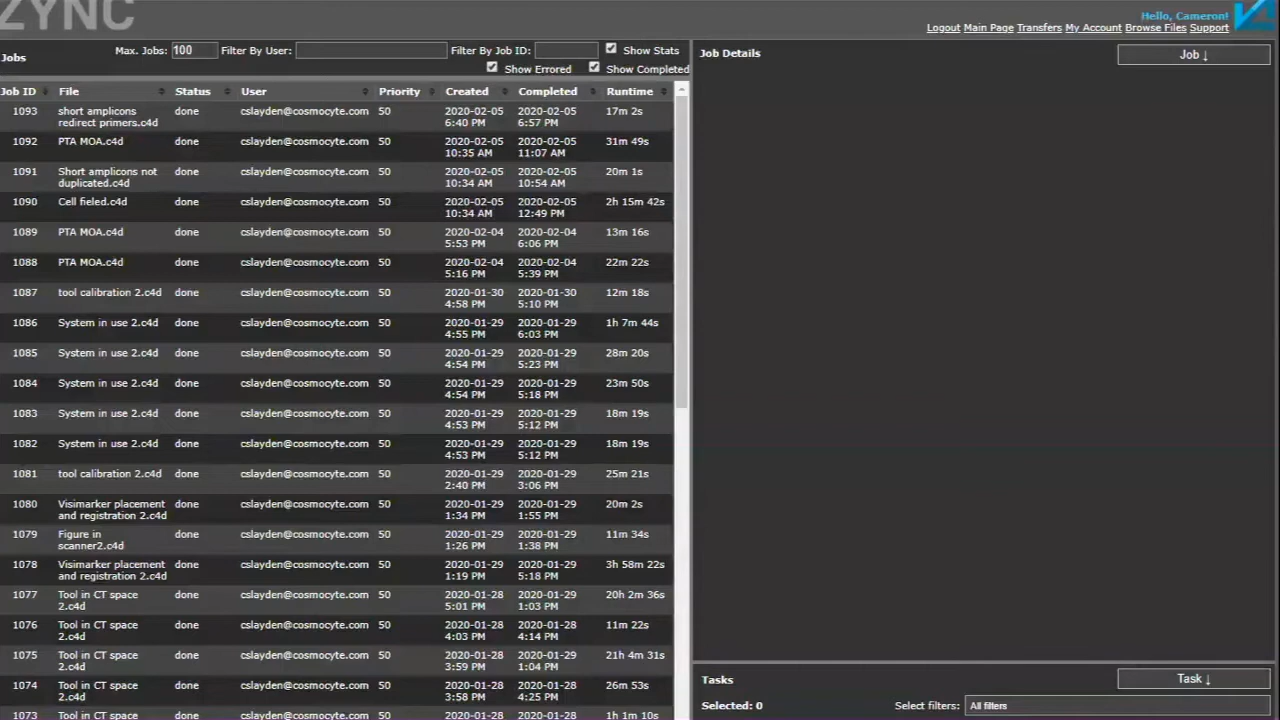 ZYNC
Hello, Cameron!
Logout Main Page Transfers My Account Browse Files Support
Jobs Max. Jobs: 100 Filter By User: Filter By Job ID: Show Stats
Show Errored Show Completed
Job Details Job ↓
Job ID File Status User Priority Created Completed Runtime
1093 short amplicons done cslayden@cosmocyte.com 50 2020-02-05 2020-02-05 17m 2s
redirect primers.c4d 6:40 PM 6:57 PM
1092 PTA MOA.c4d done cslayden@cosmocyte.com 50 2020-02-05 2020-02-05 31m 49s
10:35 AM 11:07 AM
1091 Short amplicons not done cslayden@cosmocyte.com 50 2020-02-05 2020-02-05 20m 1s
duplicated.c4d 10:34 AM 10:54 AM
1090 Cell fieled.c4d done cslayden@cosmocyte.com 50 2020-02-05 2020-02-05 2h 15m 42s
10:34 AM 12:49 PM
1089 PTA MOA.c4d done cslayden@cosmocyte.com 50 2020-02-04 2020-02-04 13m 16s
5:53 PM 6:06 PM
1088 PTA MOA.c4d done cslayden@cosmocyte.com 50 2020-02-04 2020-02-04 22m 22s
5:16 PM 5:39 PM
1087 tool calibration 2.c4d done cslayden@cosmocyte.com 50 2020-01-30 2020-01-30 12m 18s
4:58 PM 5:10 PM
1086 System in use 2.c4d done cslayden@cosmocyte.com 50 2020-01-29 2020-01-29 1h 7m 44s
4:55 PM 6:03 PM
1085 System in use 2.c4d done cslayden@cosmocyte.com 50 2020-01-29 2020-01-29 28m 20s
4:54 PM 5:23 PM
1084 System in use 2.c4d done cslayden@cosmocyte.com 50 2020-01-29 2020-01-29 23m 50s
4:54 PM 5:18 PM
1083 System in use 2.c4d done cslayden@cosmocyte.com 50 2020-01-29 2020-01-29 18m 19s
4:53 PM 5:12 PM
1082 System in use 2.c4d done cslayden@cosmocyte.com 50 2020-01-29 2020-01-29 18m 19s
4:53 PM 5:12 PM
1081 tool calibration 2.c4d done cslayden@cosmocyte.com 50 2020-01-29 2020-01-29 25m 21s
2:40 PM 3:06 PM
1080 Visimarker placement done cslayden@cosmocyte.com 50 2020-01-29 2020-01-29 20m 2s
and registration 2.c4d 1:34 PM 1:55 PM
1079 Figure in done cslayden@cosmocyte.com 50 2020-01-29 2020-01-29 11m 34s
scanner2.c4d 1:26 PM 1:38 PM
1078 Visimarker placement done cslayden@cosmocyte.com 50 2020-01-29 2020-01-29 3h 58m 22s
and registration 2.c4d 1:19 PM 5:18 PM
1077 Tool in CT space done cslayden@cosmocyte.com 50 2020-01-28 2020-01-29 20h 2m 36s
2.c4d 5:01 PM 1:03 PM
1076 Tool in CT space done cslayden@cosmocyte.com 50 2020-01-28 2020-01-28 11m 22s
2.c4d 4:03 PM 4:14 PM
1075 Tool in CT space done cslayden@cosmocyte.com 50 2020-01-28 2020-01-29 21h 4m 31s
2.c4d 3:59 PM 1:04 PM
1074 Tool in CT space done cslayden@cosmocyte.com 50 2020-01-28 2020-01-28 26m 53s
2.c4d 3:58 PM 4:25 PM
1073 Tool in CT space done cslayden@cosmocyte.com 50 2020-01-28 2020-01-28 1h 1m 10s
Tasks Task ↓
Selected: 0 Select filters: All filters